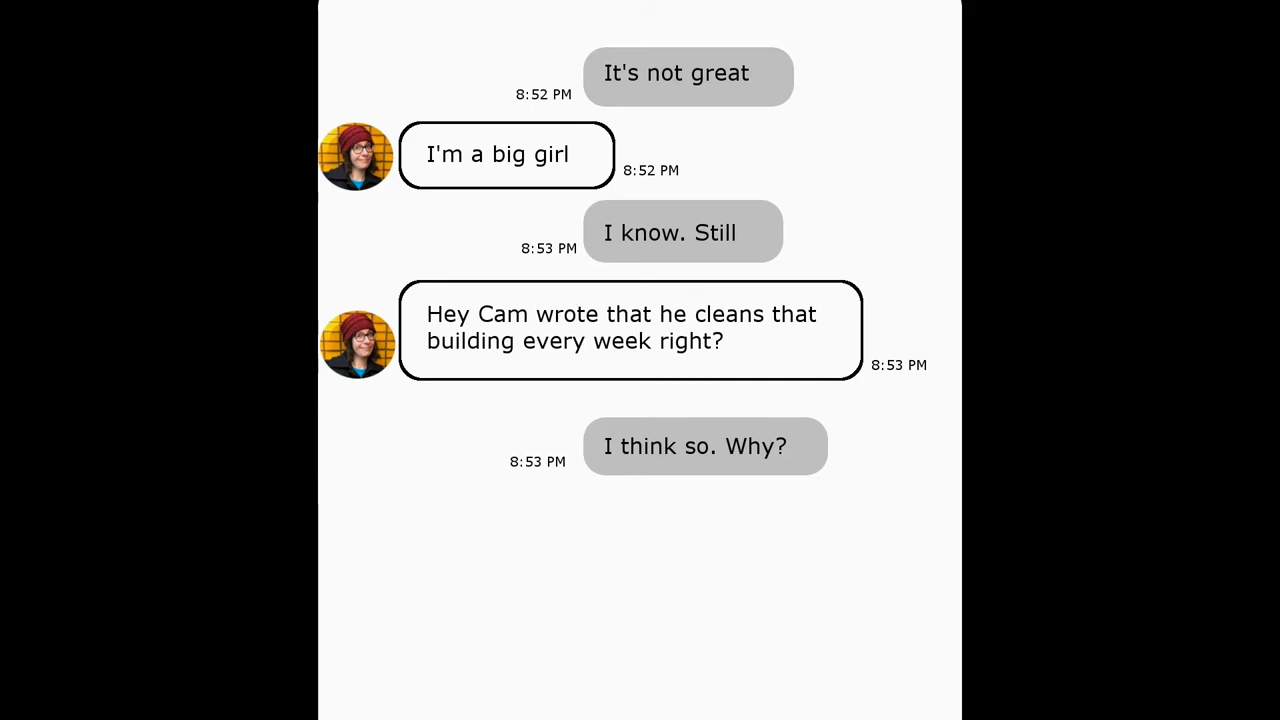 It's not great
8:52 PM
I'm a big girl
8:52 PM
I know. Still
8:53 PM
Hey Cam wrote that he cleans that
building every week right?
8:53 PM
I think so. Why?
8:53 PM